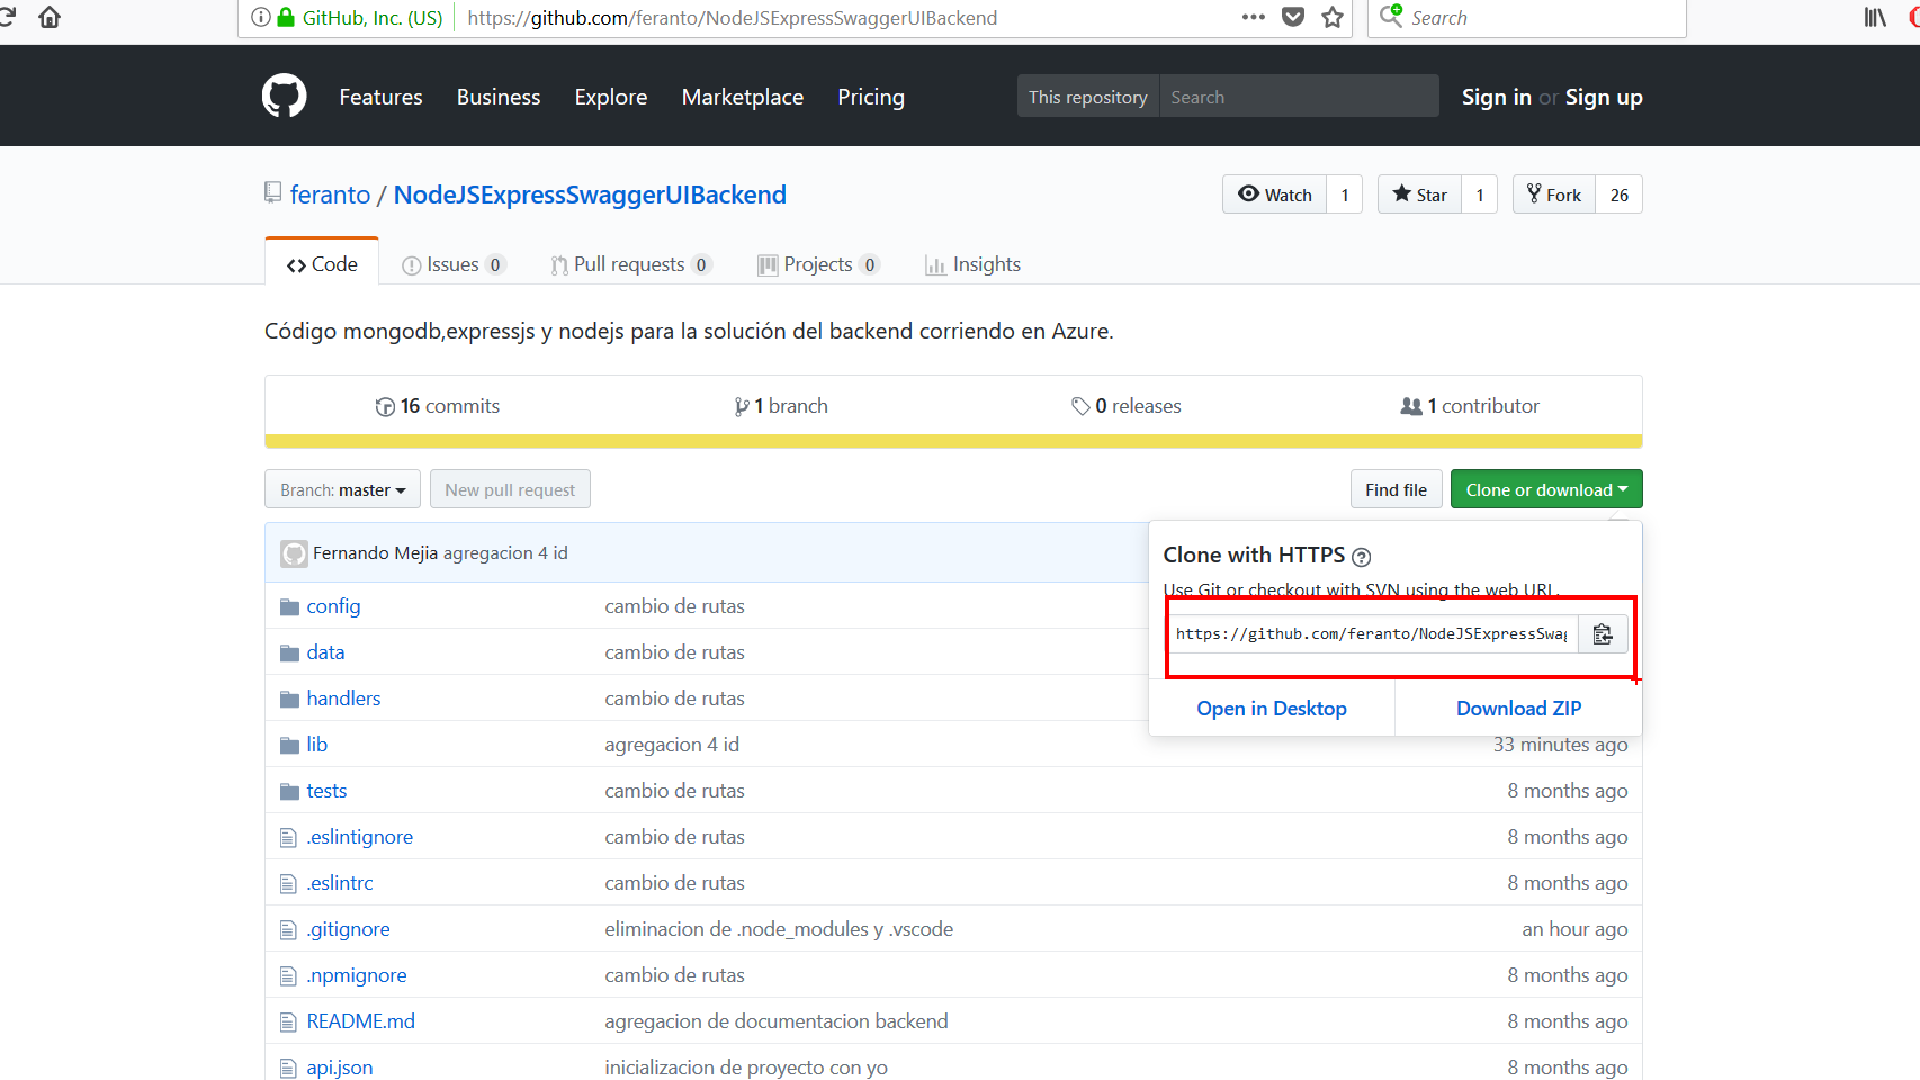 GitHub, Inc. (US) https://github.com/feranto/NodeJSExpressSwaggerUIBackend Search
Features Business Explore Marketplace Pricing This repository Search Sign in or Sign up
feranto / NodeJSExpressSwaggerUIBackend Watch 1 Star 1 Fork 26
Code Issues 0 Pull requests 0 Projects 0 Insights
Código mongodb,expressjs y nodejs para la solución del backend corriendo en Azure.
16 commits 1 branch 0 releases 1 contributor
Branch: master New pull request Find file Clone or download
Fernando Mejia agregacion 4 id
Clone with HTTPS
Use Git or checkout with SVN using the web URL.
https://github.com/feranto/NodeJSExpressSwag
Open in Desktop Download ZIP
config cambio de rutas
data cambio de rutas
handlers cambio de rutas
lib agregacion 4 id 33 minutes ago
tests cambio de rutas 8 months ago
.eslintignore cambio de rutas 8 months ago
.eslintrc cambio de rutas 8 months ago
.gitignore eliminacion de .node_modules y .vscode an hour ago
.npmignore cambio de rutas 8 months ago
README.md agregacion de documentacion backend 8 months ago
api.json inicializacion de proyecto con yo 8 months ago